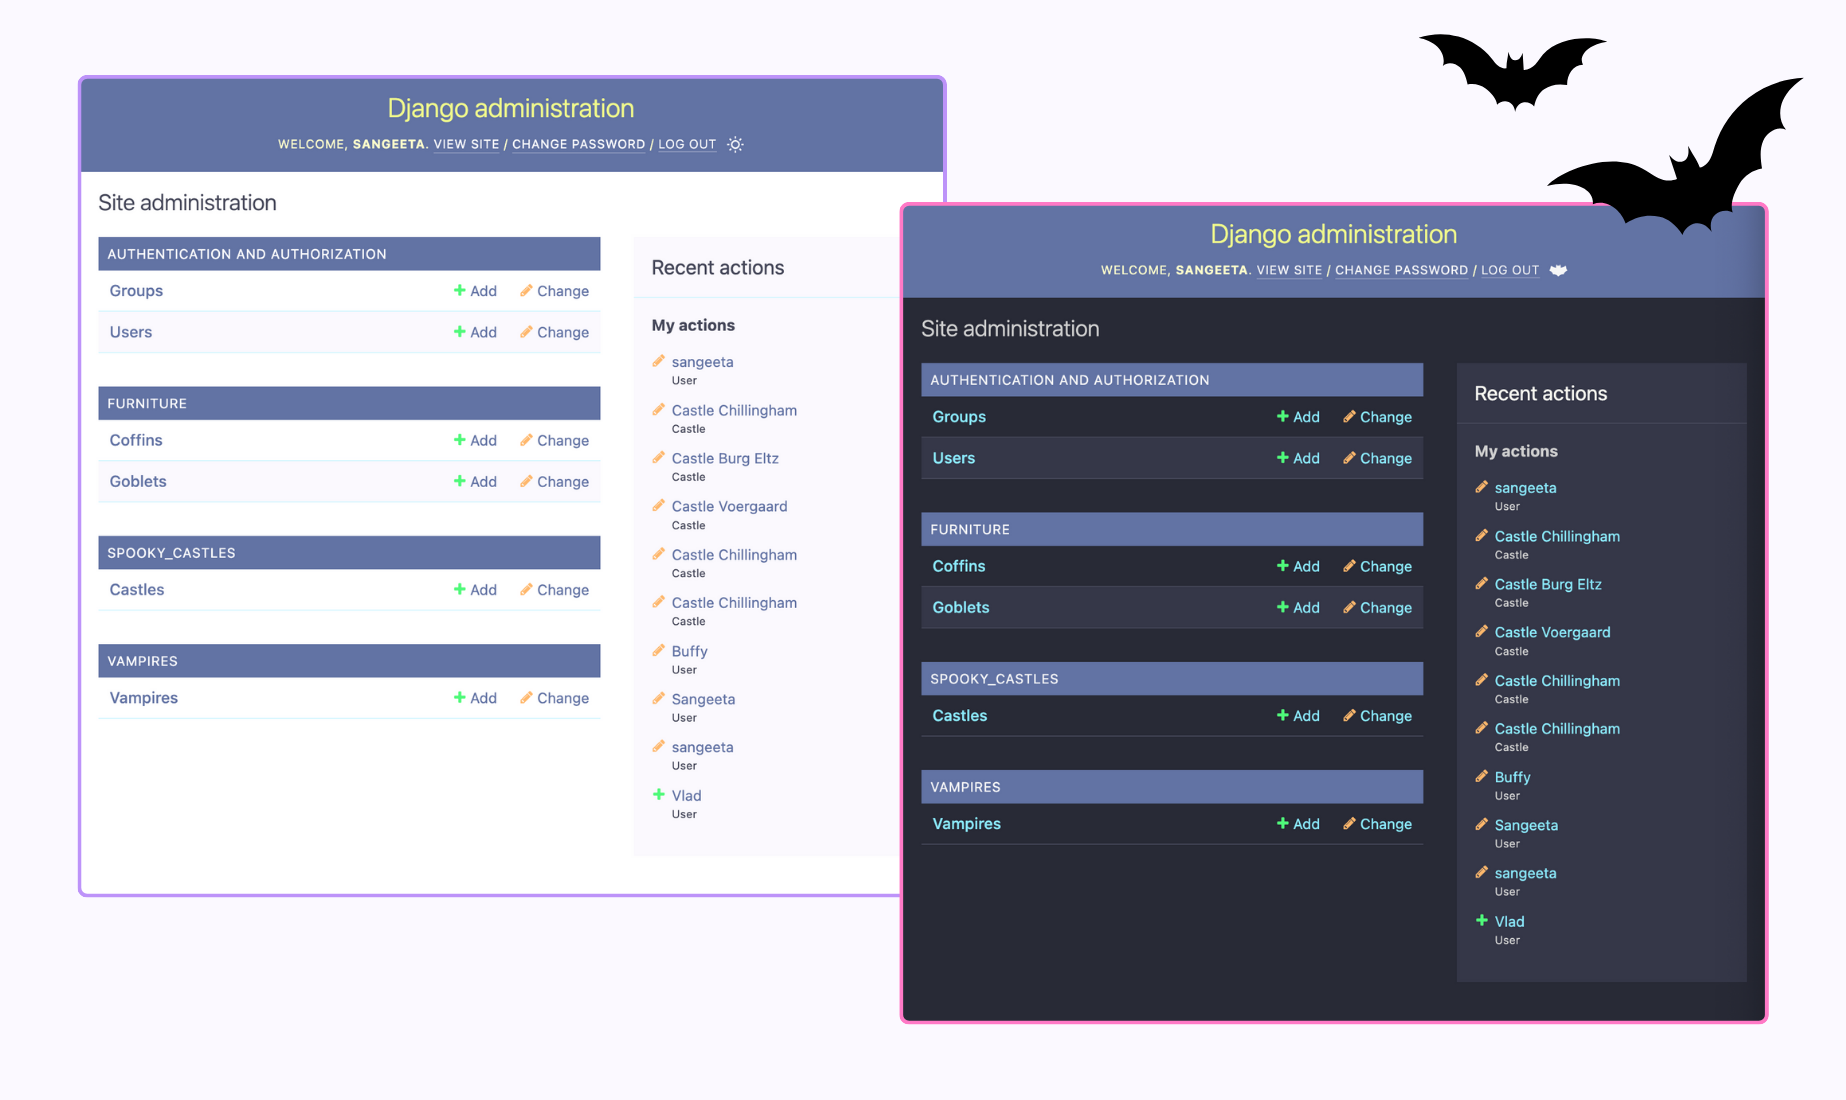 Django administration
WELCOME, SANGEETA. VIEW SITE / CHANGE PASSWORD / LOG OUT
Site administration
AUTHENTICATION AND AUTHORIZATION
Groups Add Change
Users Add Change
FURNITURE
Coffins Add Change
Goblets Add Change
SPOOKY_CASTLES
Castles Add Change
VAMPIRES
Vampires Add Change
Recent actions
My actions
sangeeta
User
Castle Chillingham
Castle
Castle Burg Eltz
Castle
Castle Voergaard
Castle
Castle Chillingham
Castle
Castle Chillingham
Castle
Buffy
User
Sangeeta
User
sangeeta
User
Vlad
User
Django administration
WELCOME, SANGEETA. VIEW SITE / CHANGE PASSWORD / LOG OUT
Site administration
AUTHENTICATION AND AUTHORIZATION
Groups Add Change
Users Add Change
FURNITURE
Coffins Add Change
Goblets Add Change
SPOOKY_CASTLES
Castles Add Change
VAMPIRES
Vampires Add Change
Recent actions
My actions
sangeeta
User
Castle Chillingham
Castle
Castle Burg Eltz
Castle
Castle Voergaard
Castle
Castle Chillingham
Castle
Castle Chillingham
Castle
Buffy
User
Sangeeta
User
sangeeta
User
Vlad
User